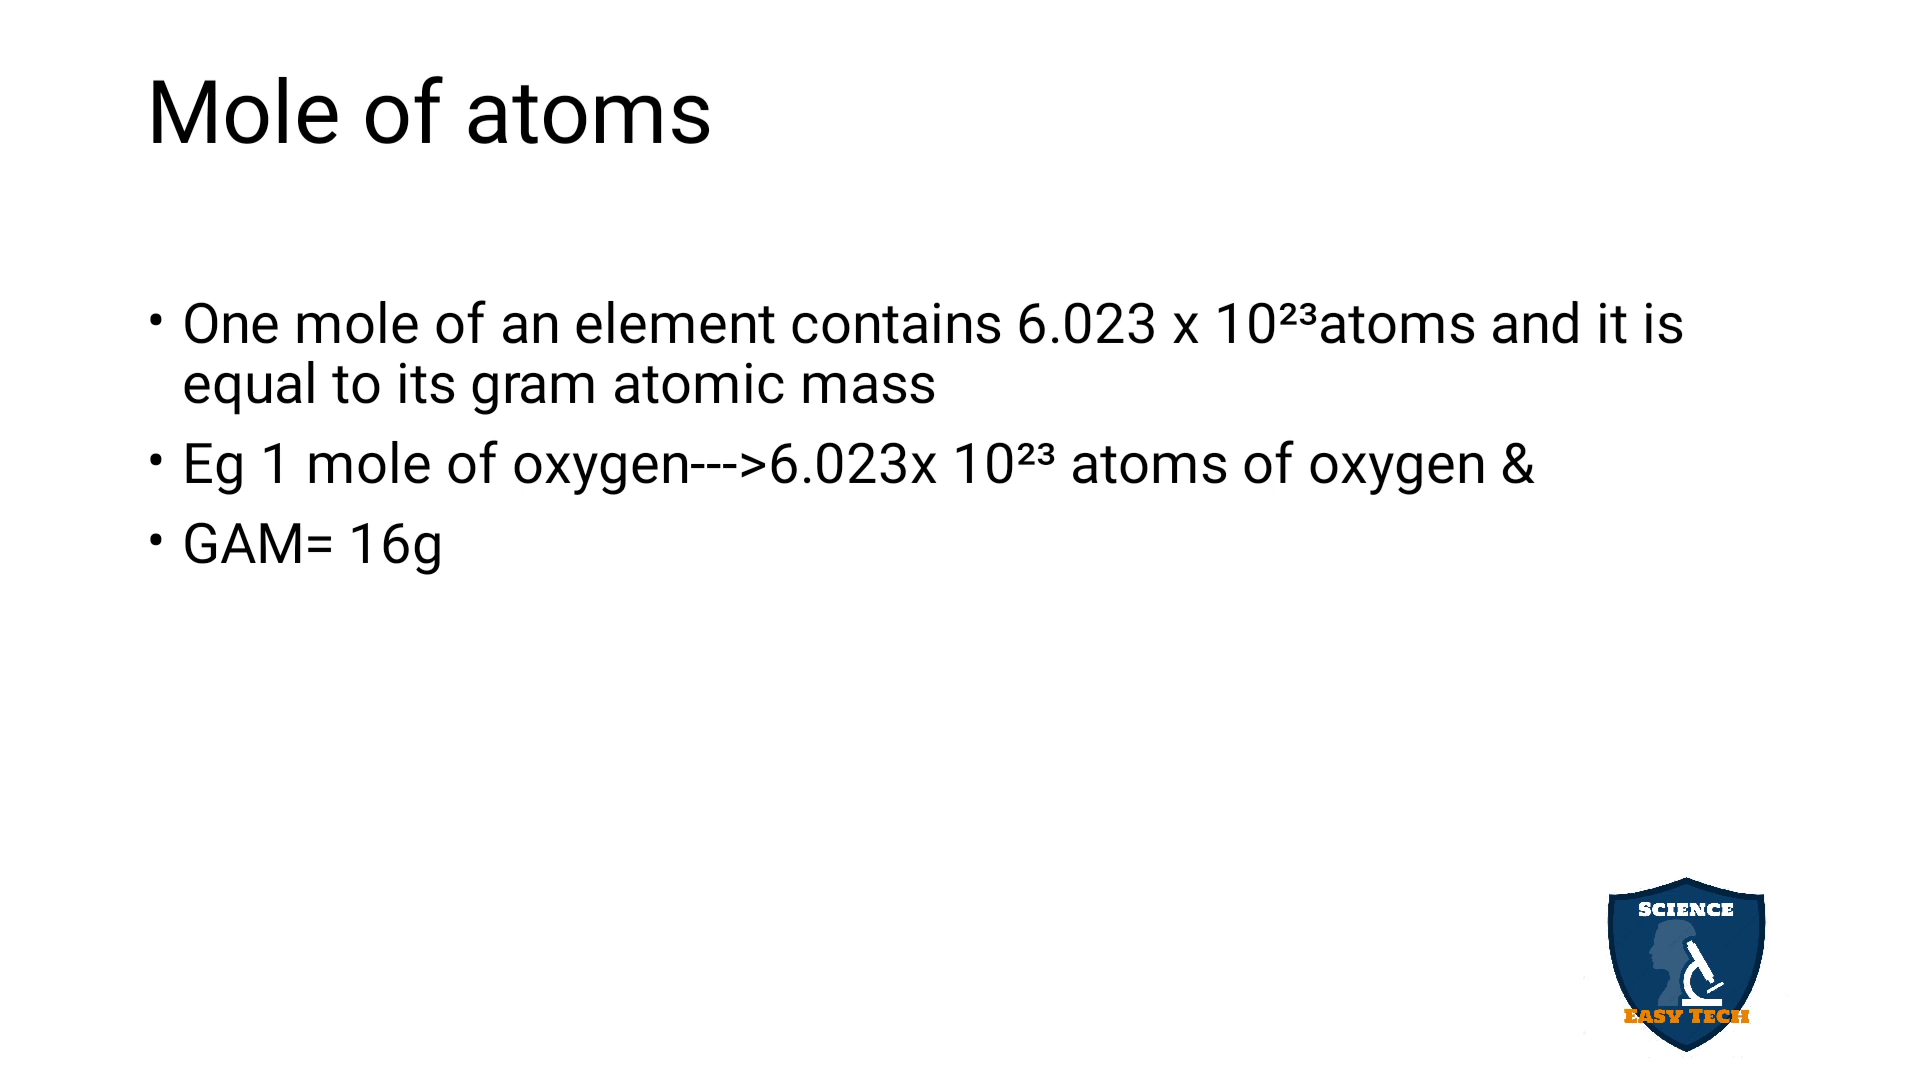 Mole of atoms
• One mole of an element contains 6.023 x 10²³atoms and it is
equal to its gram atomic mass
• Eg 1 mole of oxygen--->6.023x 10²³ atoms of oxygen &
• GAM= 16g
SCIENCE
EASY TECH